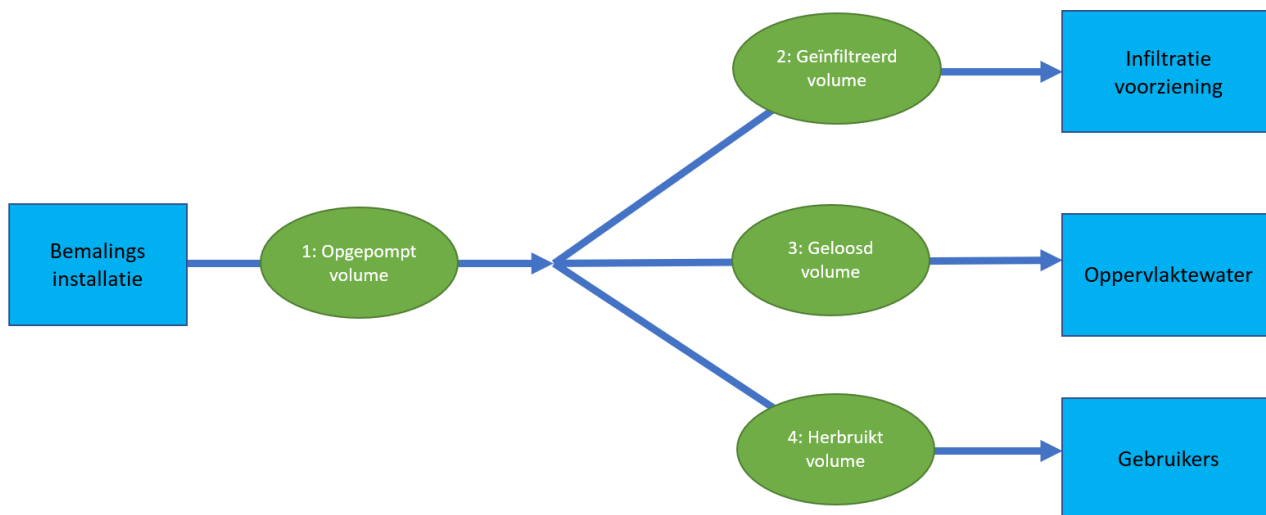 Bemalings
installatie
1: Opgepompt
volume
2: Geïnfiltreerd
volume
Infiltratie
voorziening
3: Geloosd
volume
Oppervlaktewater
4: Herbruikt
volume
Gebruikers